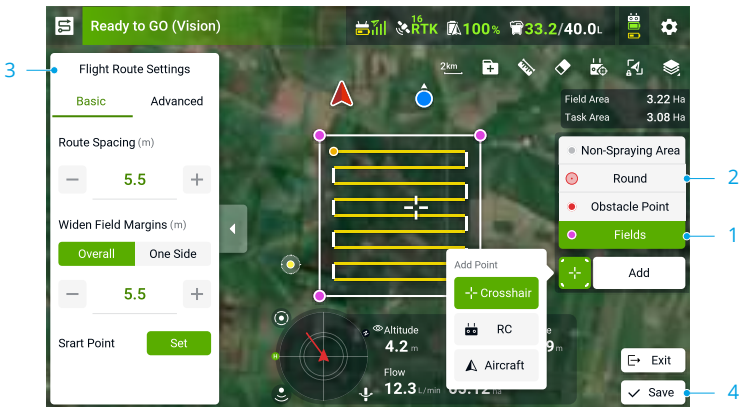 Ready to GO (Vision)
16
RTK
100%
33.2/40.0L
3
Flight Route Settings
Basic
Advanced
Route Spacing (m)
5.5
Widen Field Margins (m)
Overall
One Side
5.5
Srart Point
Set
2km
Field Area 3.22 Ha
Task Area 3.08 Ha
Non-Spraying Area
Round
2
Obstacle Point
Fields
1
Add
Add Point
Crosshair
RC
Aircraft
H
Altitude
4.2 m
Flow
12.3 L/min
Exit
Save
4